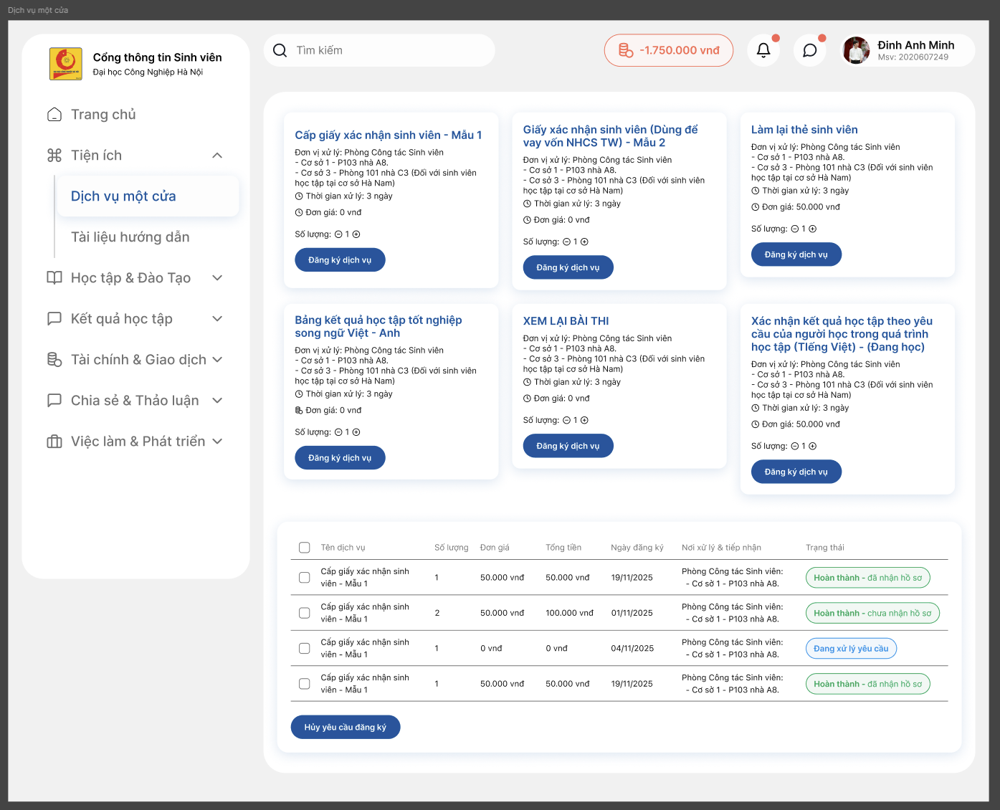 Dịch vụ một cửa
Cổng thông tin Sinh viên
Đại học Công Nghiệp Hà Nội
Trang chủ
Tiện ích
Dịch vụ một cửa
Tài liệu hướng dẫn
Học tập & Đào Tạo
Kết quả học tập
Tài chính & Giao dịch
Chia sẻ & Thảo luận
Việc làm & Phát triển
Tìm kiếm
-1.750.000 vnđ
Đinh Anh Minh
Msv: 2020607249
Cấp giấy xác nhận sinh viên - Mẫu 1
Đơn vị xử lý: Phòng Công tác Sinh viên
- Cơ sở 1 - P103 nhà A8.
- Cơ sở 3 - Phòng 101 nhà C3 (Đối với sinh viên
học tập tại cơ sở Hà Nam)
Thời gian xử lý: 3 ngày
Đơn giá: 0 vnđ
Số lượng: 1
Đăng ký dịch vụ
Giấy xác nhận sinh viên (Dùng để
vay vốn NHCS TW) - Mẫu 2
Đơn vị xử lý: Phòng Công tác Sinh viên
- Cơ sở 1 - P103 nhà A8.
- Cơ sở 3 - Phòng 101 nhà C3 (Đối với sinh viên
học tập tại cơ sở Hà Nam)
Thời gian xử lý: 3 ngày
Đơn giá: 0 vnđ
Số lượng: 1
Đăng ký dịch vụ
Làm lại thẻ sinh viên
Đơn vị xử lý: Phòng Công tác Sinh viên
- Cơ sở 1 - P103 nhà A8.
- Cơ sở 3 - Phòng 101 nhà C3 (Đối với sinh viên
học tập tại cơ sở Hà Nam)
Thời gian xử lý: 3 ngày
Đơn giá: 50.000 vnđ
Số lượng: 1
Đăng ký dịch vụ
Bảng kết quả học tập tốt nghiệp
song ngữ Việt - Anh
Đơn vị xử lý: Phòng Công tác Sinh viên
- Cơ sở 1 - P103 nhà A8.
- Cơ sở 3 - Phòng 101 nhà C3 (Đối với sinh viên
học tập tại cơ sở Hà Nam)
Thời gian xử lý: 3 ngày
Đơn giá: 0 vnđ
Số lượng: 1
Đăng ký dịch vụ
XEM LẠI BÀI THI
Đơn vị xử lý: Phòng Công tác Sinh viên
- Cơ sở 1 - P103 nhà A8.
- Cơ sở 3 - Phòng 101 nhà C3 (Đối với sinh viên
học tập tại cơ sở Hà Nam)
Thời gian xử lý: 3 ngày
Đơn giá: 0 vnđ
Số lượng: 1
Đăng ký dịch vụ
Xác nhận kết quả học tập theo yêu
cầu của người học trong quá trình
học tập (TIếng Việt) - (Đang học)
Đơn vị xử lý: Phòng Công tác Sinh viên
- Cơ sở 1 - P103 nhà A8.
- Cơ sở 3 - Phòng 101 nhà C3 (Đối với sinh viên
học tập tại cơ sở Hà Nam)
Thời gian xử lý: 3 ngày
Đơn giá: 50.000 vnđ
Số lượng: 1
Đăng ký dịch vụ
Tên dịch vụ Số lượng Đơn giá Tổng tiền Ngày đăng ký Nơi xử lý & tiếp nhận Trạng thái
Cấp giấy xác nhận sinh
viên - Mẫu 1
1 50.000 vnđ 50.000 vnđ 19/11/2025
Phòng Công tác Sinh viên:
- Cơ sở 1 - P103 nhà A8.
Hoàn thành - đã nhận hồ sơ
Cấp giấy xác nhận sinh
viên - Mẫu 1
2 50.000 vnđ 100.000 vnđ 01/11/2025
Phòng Công tác Sinh viên:
- Cơ sở 1 - P103 nhà A8.
Hoàn thành - chưa nhận hồ sơ
Cấp giấy xác nhận sinh
viên - Mẫu 1
1 0 vnđ 0 vnđ 04/11/2025
Phòng Công tác Sinh viên:
- Cơ sở 1 - P103 nhà A8.
Đang xử lý yêu cầu
Cấp giấy xác nhận sinh
viên - Mẫu 1
1 50.000 vnđ 50.000 vnđ 19/11/2025
Phòng Công tác Sinh viên:
- Cơ sở 1 - P103 nhà A8.
Hoàn thành - đã nhận hồ sơ
Hủy yêu cầu đăng ký